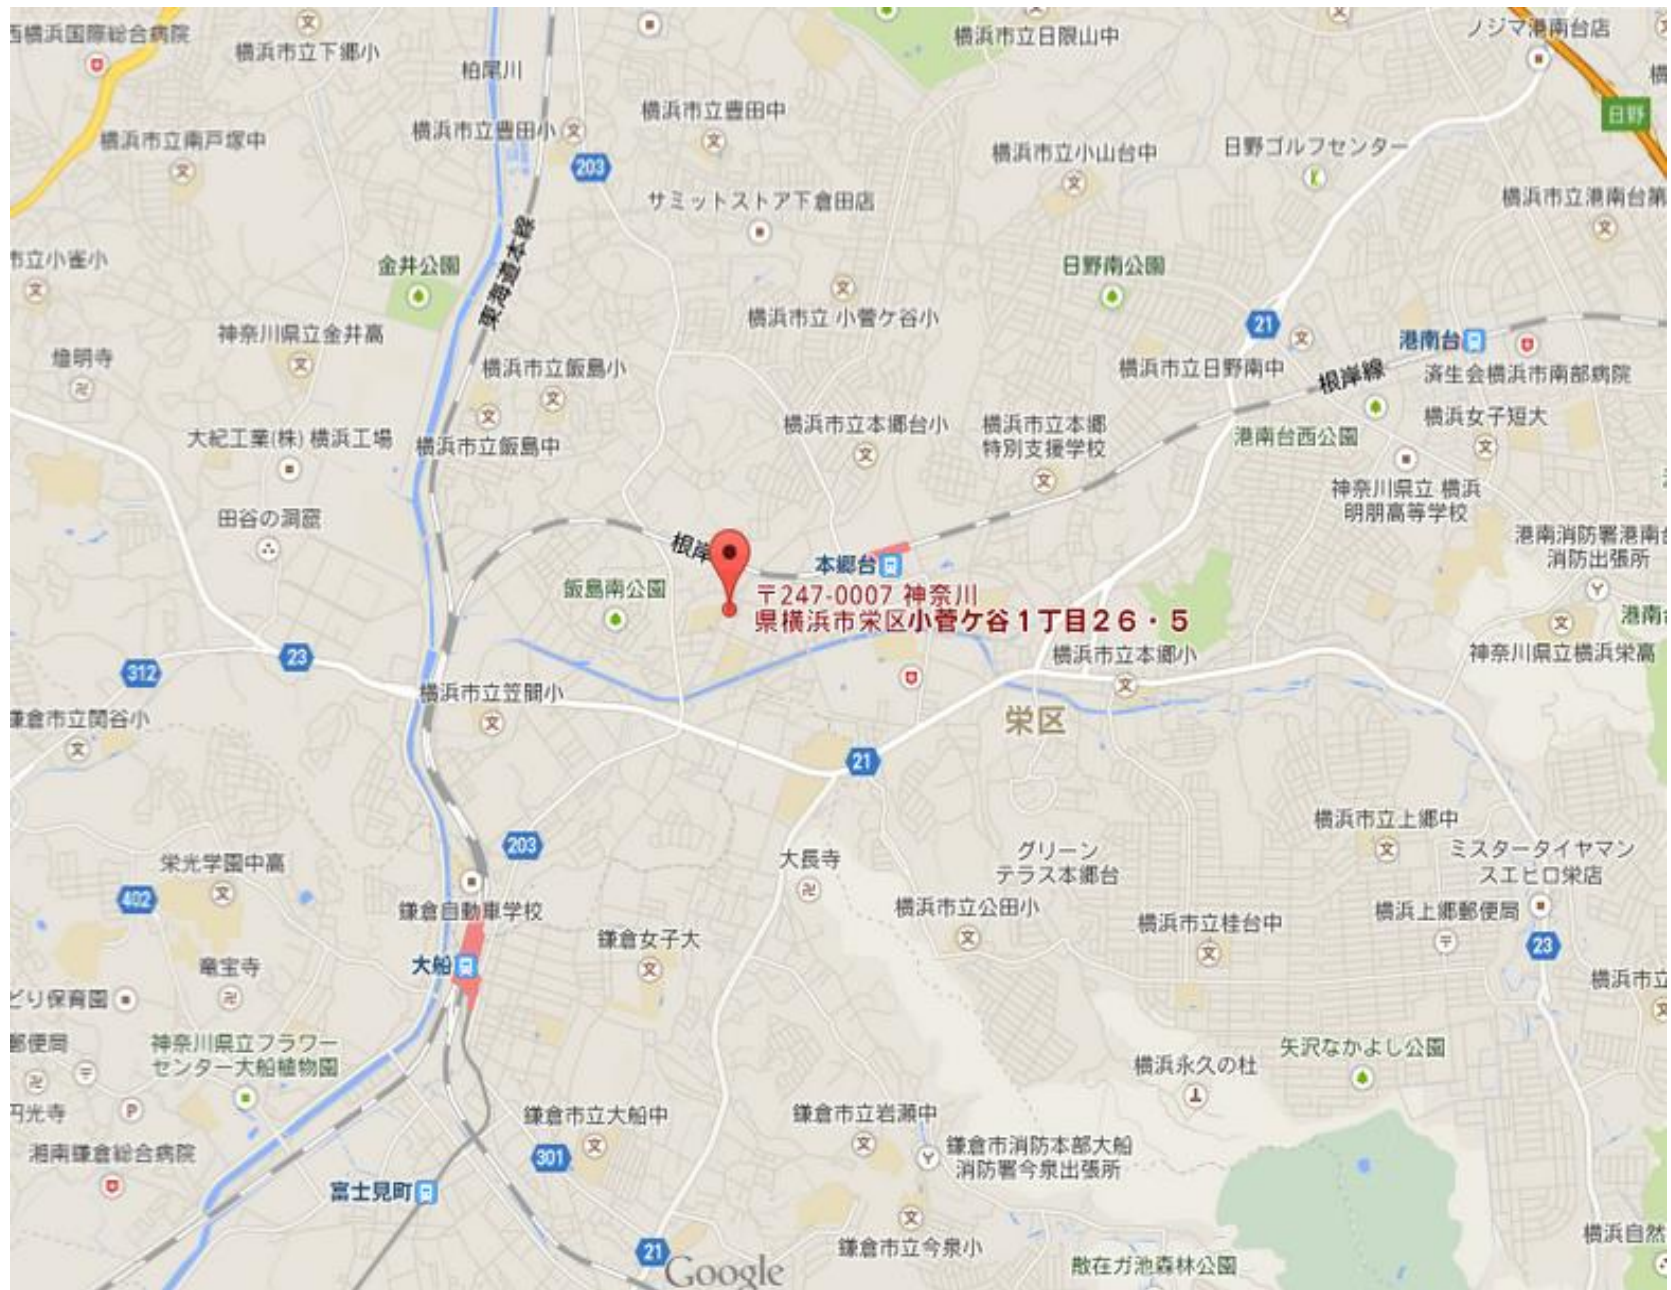 西横浜国際総合病院
横浜市立下郷小
柏尾川
横浜市立日限山中
ノジマ港南台店
日野
横浜市立南戸塚中
横浜市立豊田小
横浜市立豊田中
203
横浜市立小山台中
日野ゴルフセンター
サミットストア下倉田店
横浜市立港南台第
市立小雀小
金井公園
東海道本線
日野南公園
神奈川県立金井高
横浜市立 小菅ケ谷小
21
港南台
横浜市立飯島小
横浜市立日野南中
根岸線
済生会横浜市南部病院
大紀工業(株) 横浜工場
横浜市立飯島中
横浜市立本郷台小
横浜市立本郷
特別支援学校
港南台西公園
横浜女子短大
神奈川県立 横浜
明朋高等学校
田谷の洞窟
根岸
本郷台
港南消防署港南台
消防出張所
飯島南公園
〒247-0007 神奈川
県横浜市栄区小菅ケ谷1丁目26・5
港南台
312
23
横浜市立本郷小
神奈川県立横浜栄高
横浜市立笠間小
鎌倉市立関谷小
栄区
21
203
横浜市立上郷中
栄光学園中高
大長寺
グリーン
テラス本郷台
ミスタータイヤマン
スエヒロ栄店
402
鎌倉自動車学校
横浜市立公田小
横浜市立桂台中
横浜上郷郵便局
23
鎌倉女子大
大船
竜宝寺
横浜市立
どり保育園
郵便局
神奈川県立フラワー
センター大船植物園
矢沢なかよし公園
横浜永久の杜
円光寺
P
鎌倉市立大船中
鎌倉市立岩瀬中
湘南鎌倉総合病院
301
鎌倉市消防本部大船
消防署今泉出張所
富士見町
21
Google
鎌倉市立今泉小
散在ガ池森林公園
横浜自然